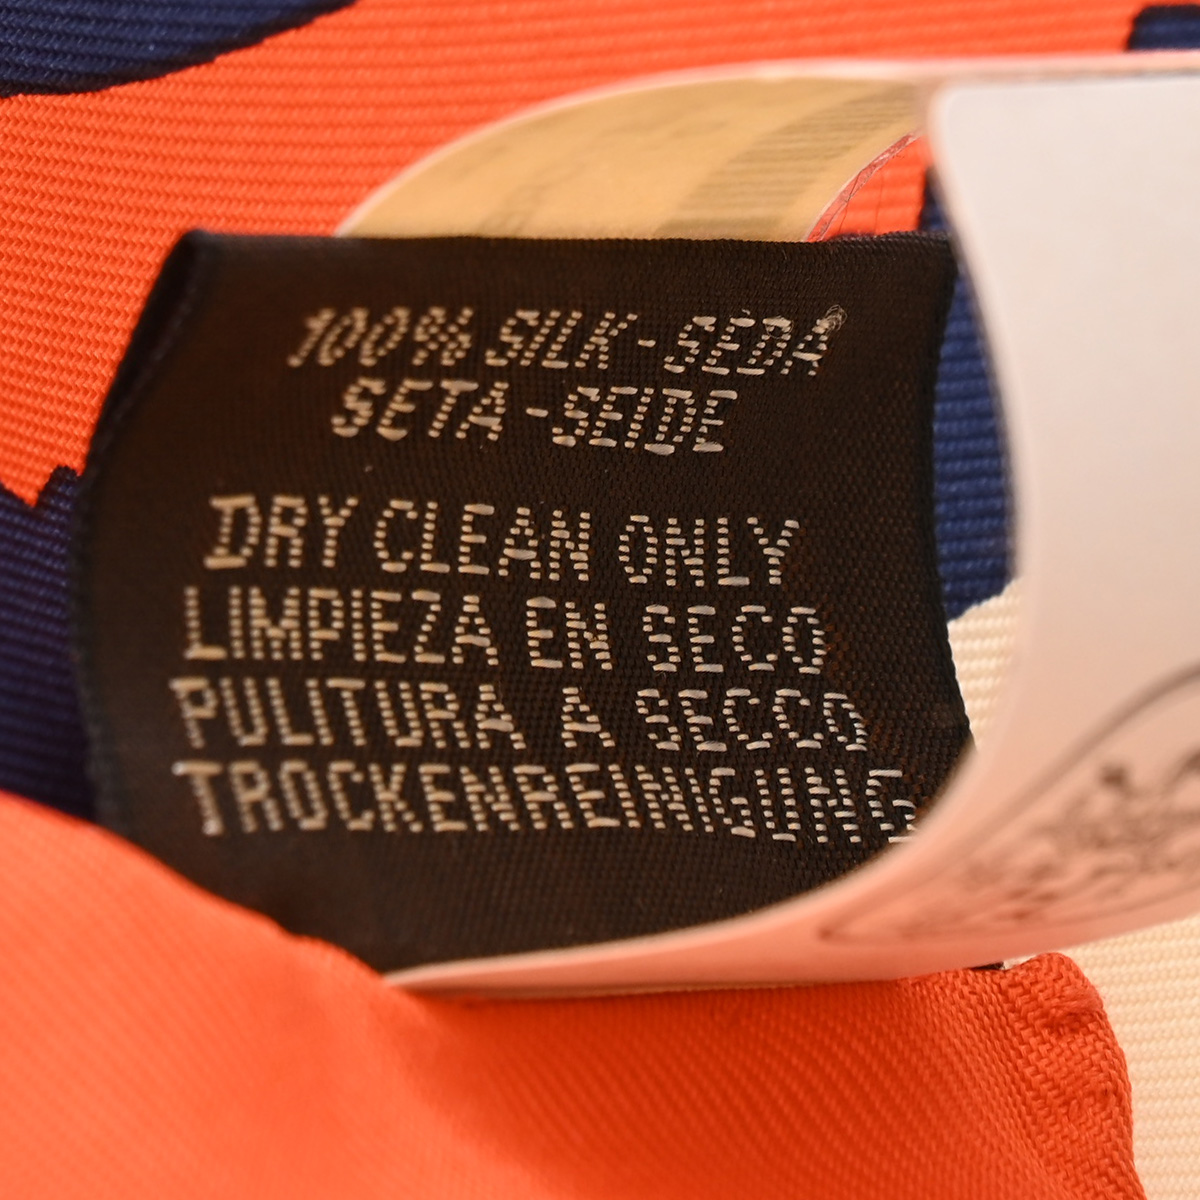 100% SILK - SEDA
SETA - SEIDE
DRY CLEAN ONLY
LIMPIEZA EN SECO
PULITURA A SECCO
TROCKENREINIGUNG